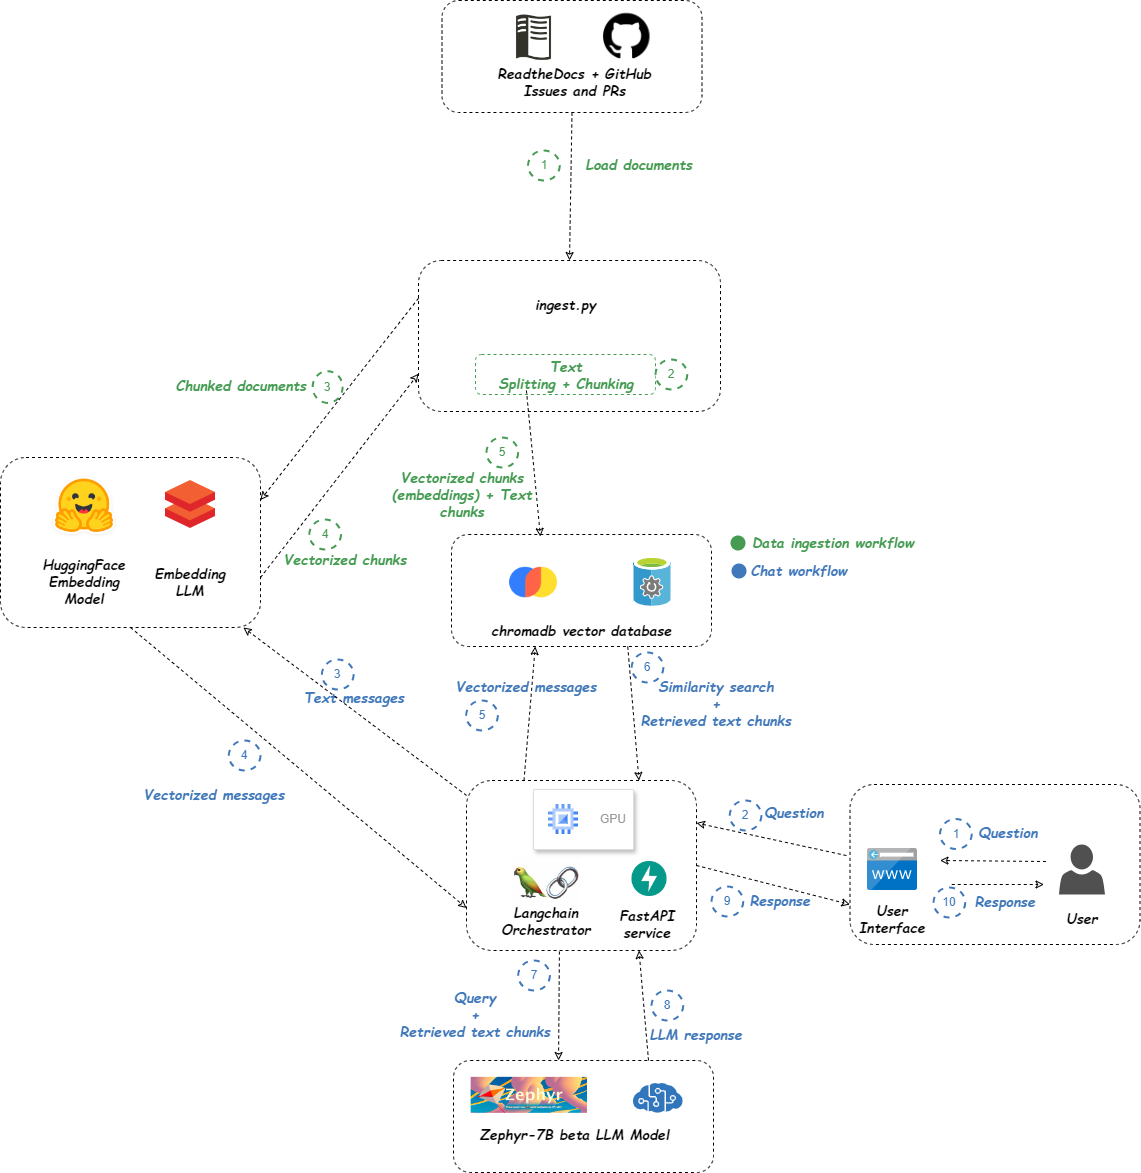 ReadtheDocs + GitHub
Issues and PRs
1
Load documents
ingest.py
Text
Splitting + Chunking
2
Chunked documents
3
5
Vectorized chunks
(embeddings) + Text
chunks
4
Vectorized chunks
HuggingFace
Embedding
Model
Embedding
LLM
Data ingestion workflow
Chat workflow
chromadb vector database
3
Text messages
Vectorized messages
5
6
Similarity search
+
Retrieved text chunks
4
Vectorized messages
GPU
Langchain
Orchestrator
FastAPI
service
2
Question
9
Response
1
Question
10
Response
WWW
User
Interface
User
7
Query
+
Retrieved text chunks
8
LLM response
Zephyr
Zephyr-7B beta LLM Model